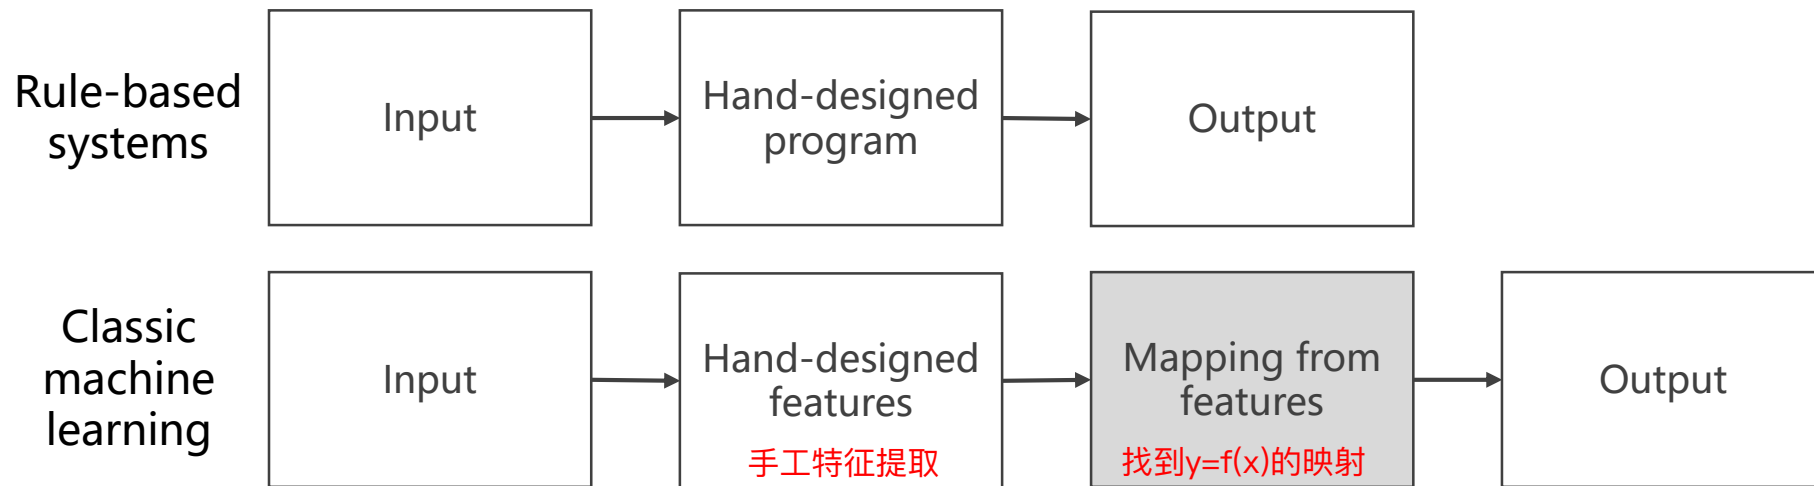 Rule-based
systems
Input
Hand-designed
program
Output
Classic
machine
learning
Input
Hand-designed
features
手工特征提取
Mapping from
features
找到y=f(x)的映射
Output